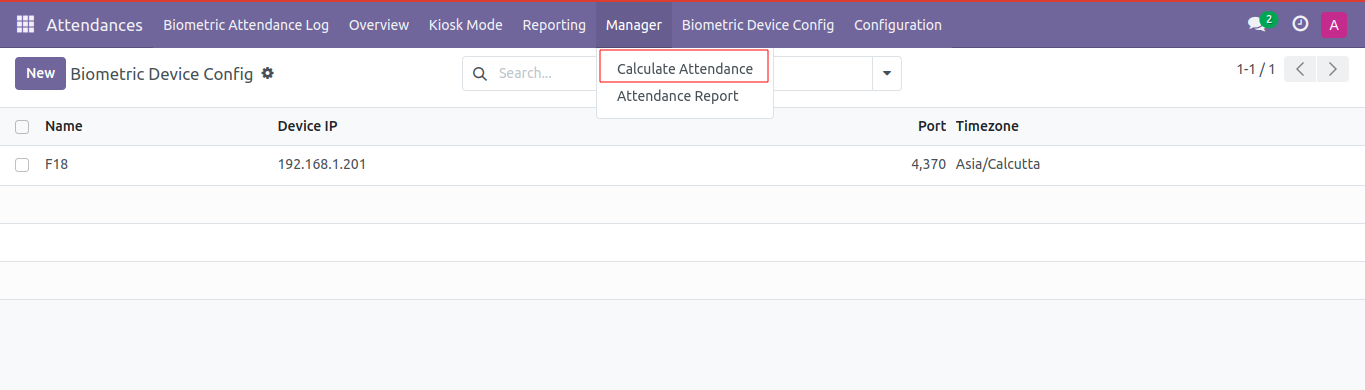 Attendances Biometric Attendance Log Overview Kiosk Mode Reporting Manager Biometric Device Config Configuration 2 A
New Biometric Device Config Search... 1-1 / 1
Calculate Attendance
Attendance Report
Name Device IP Port Timezone
F18 192.168.1.201 4,370 Asia/Calcutta